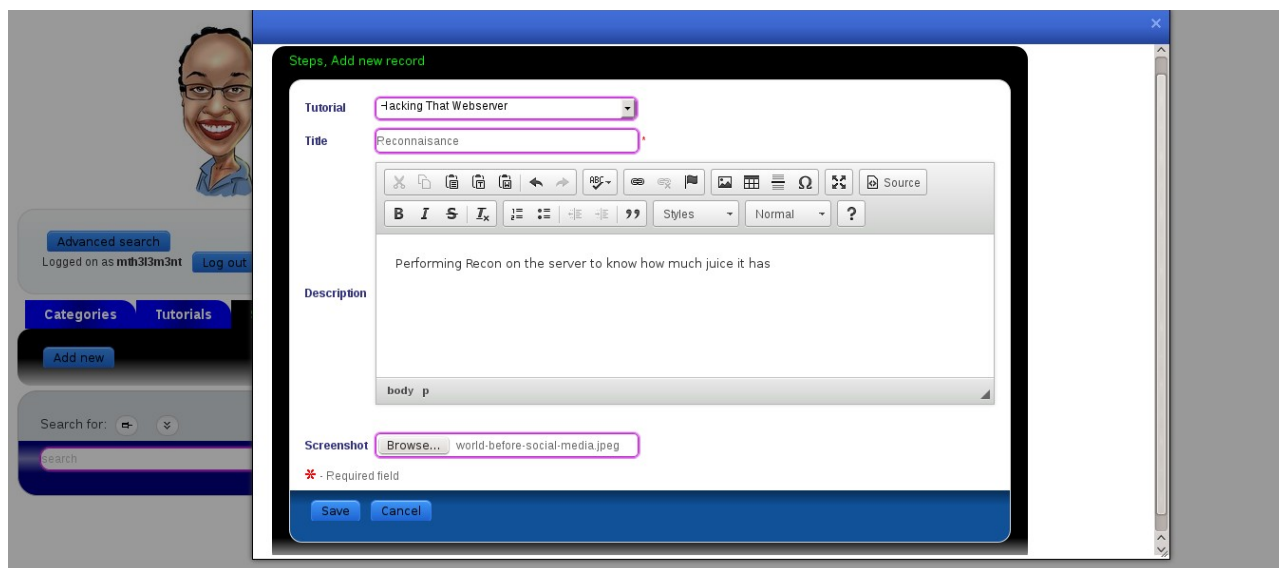 ×
Steps, Add new record
Tutorial Hacking That Webserver
Title Reconnaisance *
ABC Ω Source
B I S Ix Styles Normal ?
Performing Recon on the server to know how much juice it has
Description
body p
Screenshot Browse... world-before-social-media.jpeg
* - Required field
Save Cancel
Advanced search
Logged on as mth3l3m3nt Log out
Categories Tutorials
Add new
Search for:
search